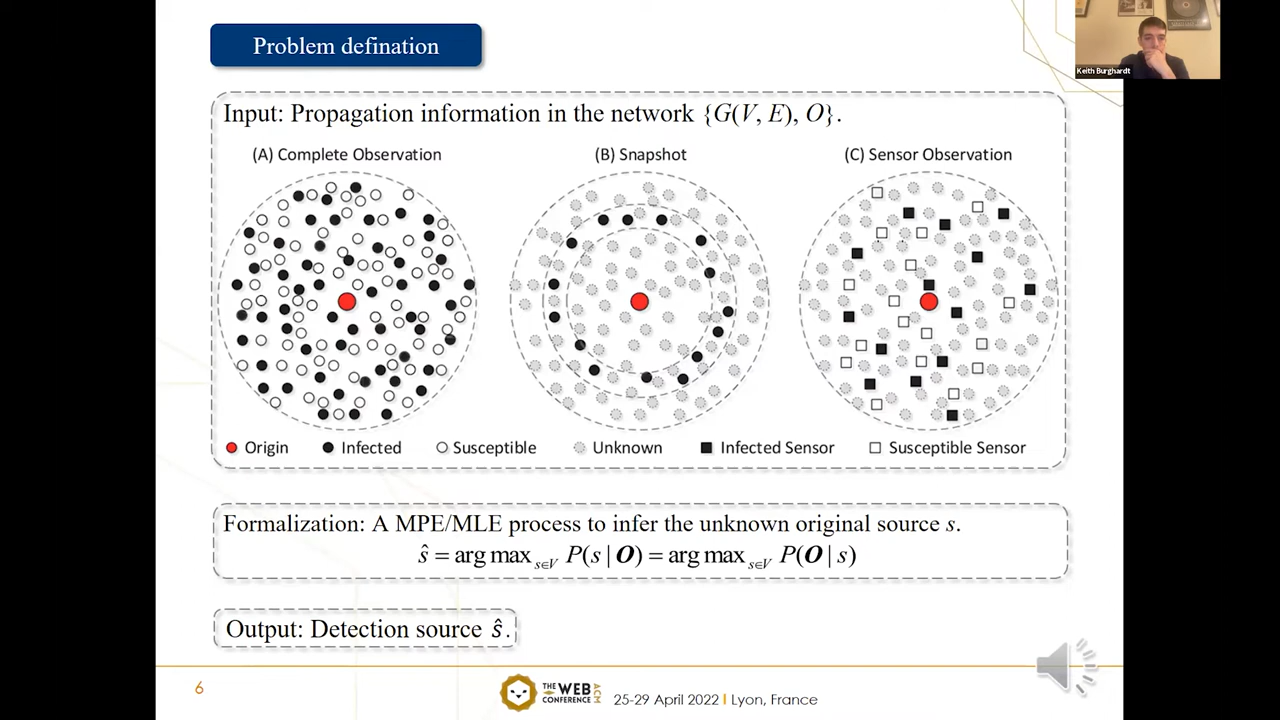 Problem defination
Keith Burghardt
Input: Propagation information in the network {G(V, E), O}.
(A) Complete Observation
(B) Snapshot
(C) Sensor Observation
Origin
Infected
Susceptible
Unknown
Infected Sensor
Susceptible Sensor
Formalization: A MPE/MLE process to infer the unknown original source s.
ŝ = arg max s∈V P(s | O) = arg max s∈V P(O | s)
Output: Detection source ŝ.
6
THE WEB CONFERENCE ACM
25-29 April 2022 I Lyon, France